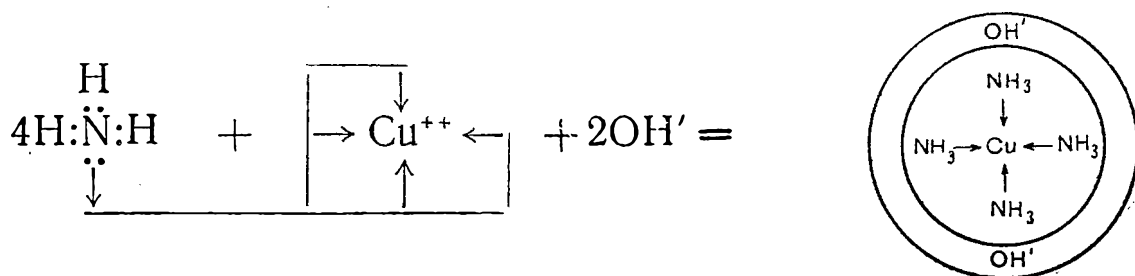 H
4H:N:H + Cu⁺⁺ + 2OH′ =
OH′
NH₃
NH₃ Cu NH₃
NH₃
OH′